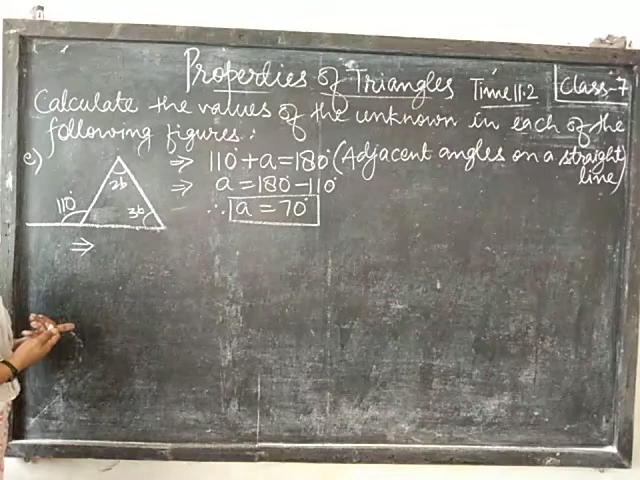 Properties of Triangles Time 11.2 Class-7
Calculate the values of the unknown in each of the
following figures:
e) ⇒ 110 + a = 180° (Adjacent angles on a straight line)
2b
⇒ a = 180° - 110°
110° 3b
∴ a = 70°
⇒